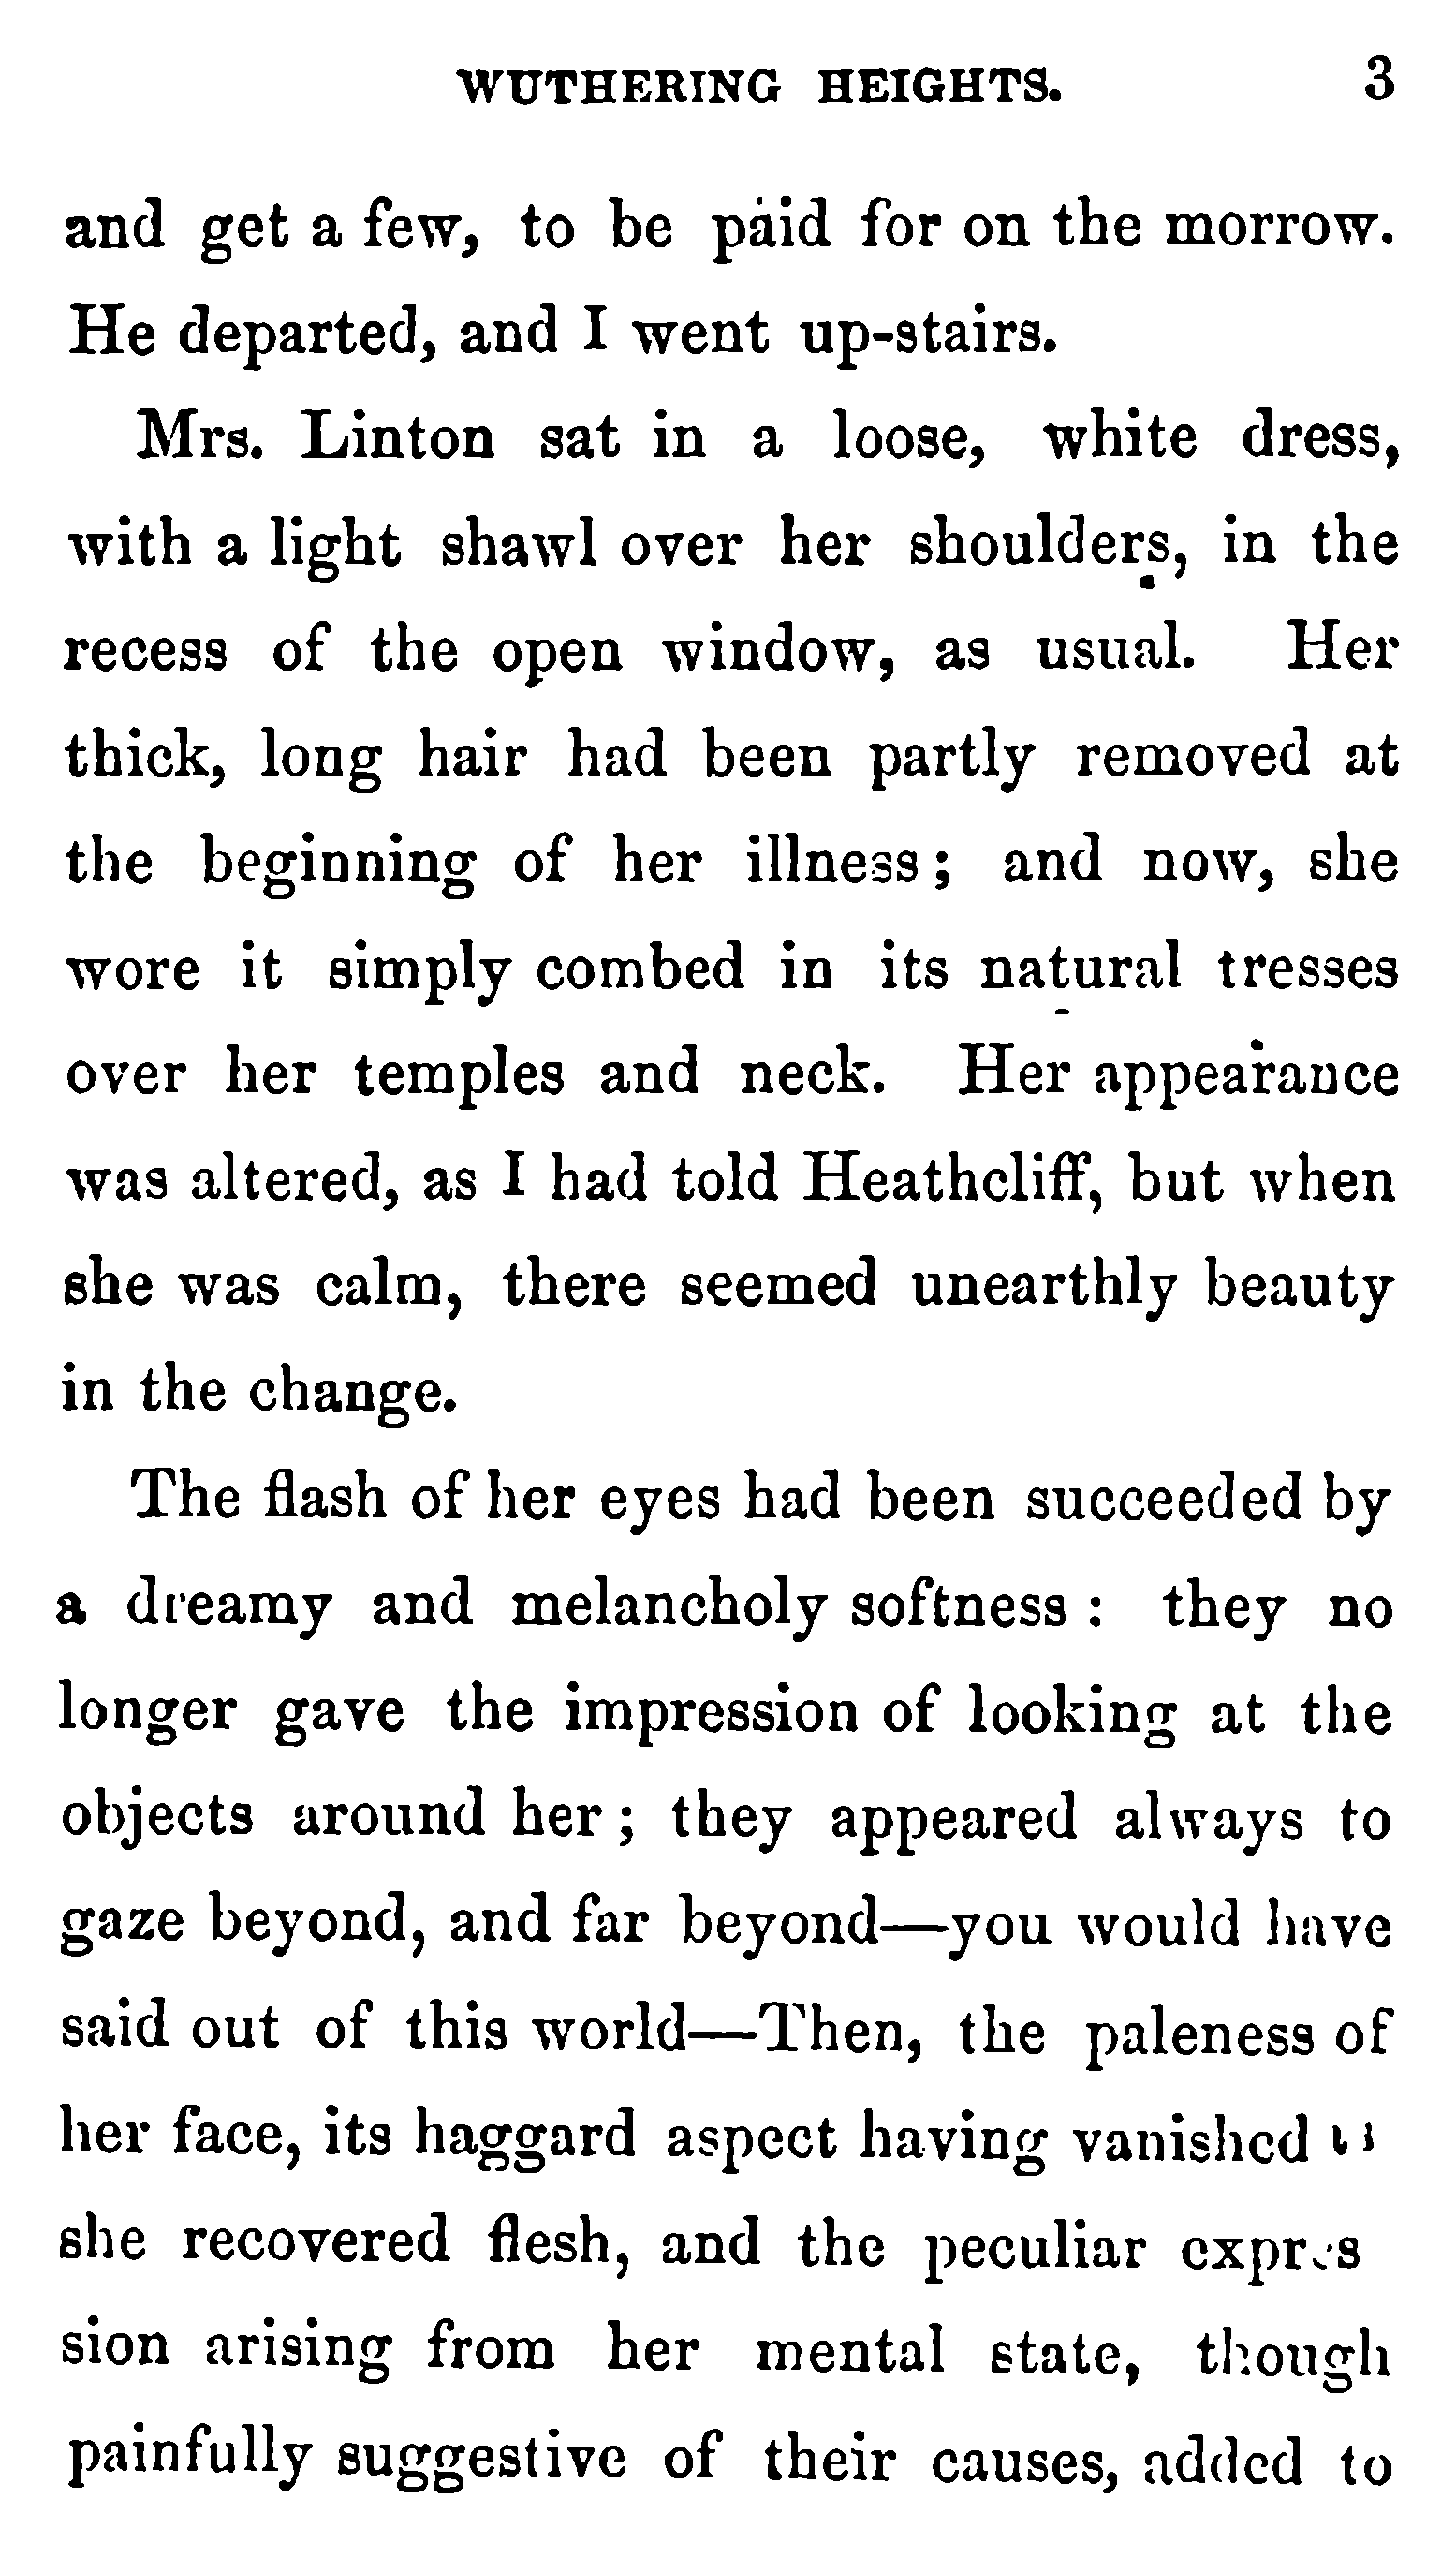 WUTHERING HEIGHTS. 3
and get a few, to be paid for on the morrow.
He departed, and I went up-stairs.
Mrs. Linton sat in a loose, white dress,
with a light shawl over her shoulders, in the
recess of the open window, as usual. Her
thick, long hair had been partly removed at
the beginning of her illness; and now, she
wore it simply combed in its natural tresses
over her temples and neck. Her appearance
was altered, as I had told Heathcliff, but when
she was calm, there seemed unearthly beauty
in the change.
The flash of her eyes had been succeeded by
a dreamy and melancholy softness: they no
longer gave the impression of looking at the
objects around her; they appeared always to
gaze beyond, and far beyond—you would have
said out of this world—Then, the paleness of
her face, its haggard aspect having vanished
she recovered flesh, and the peculiar expres
sion arising from her mental state, though
painfully suggestive of their causes, added to